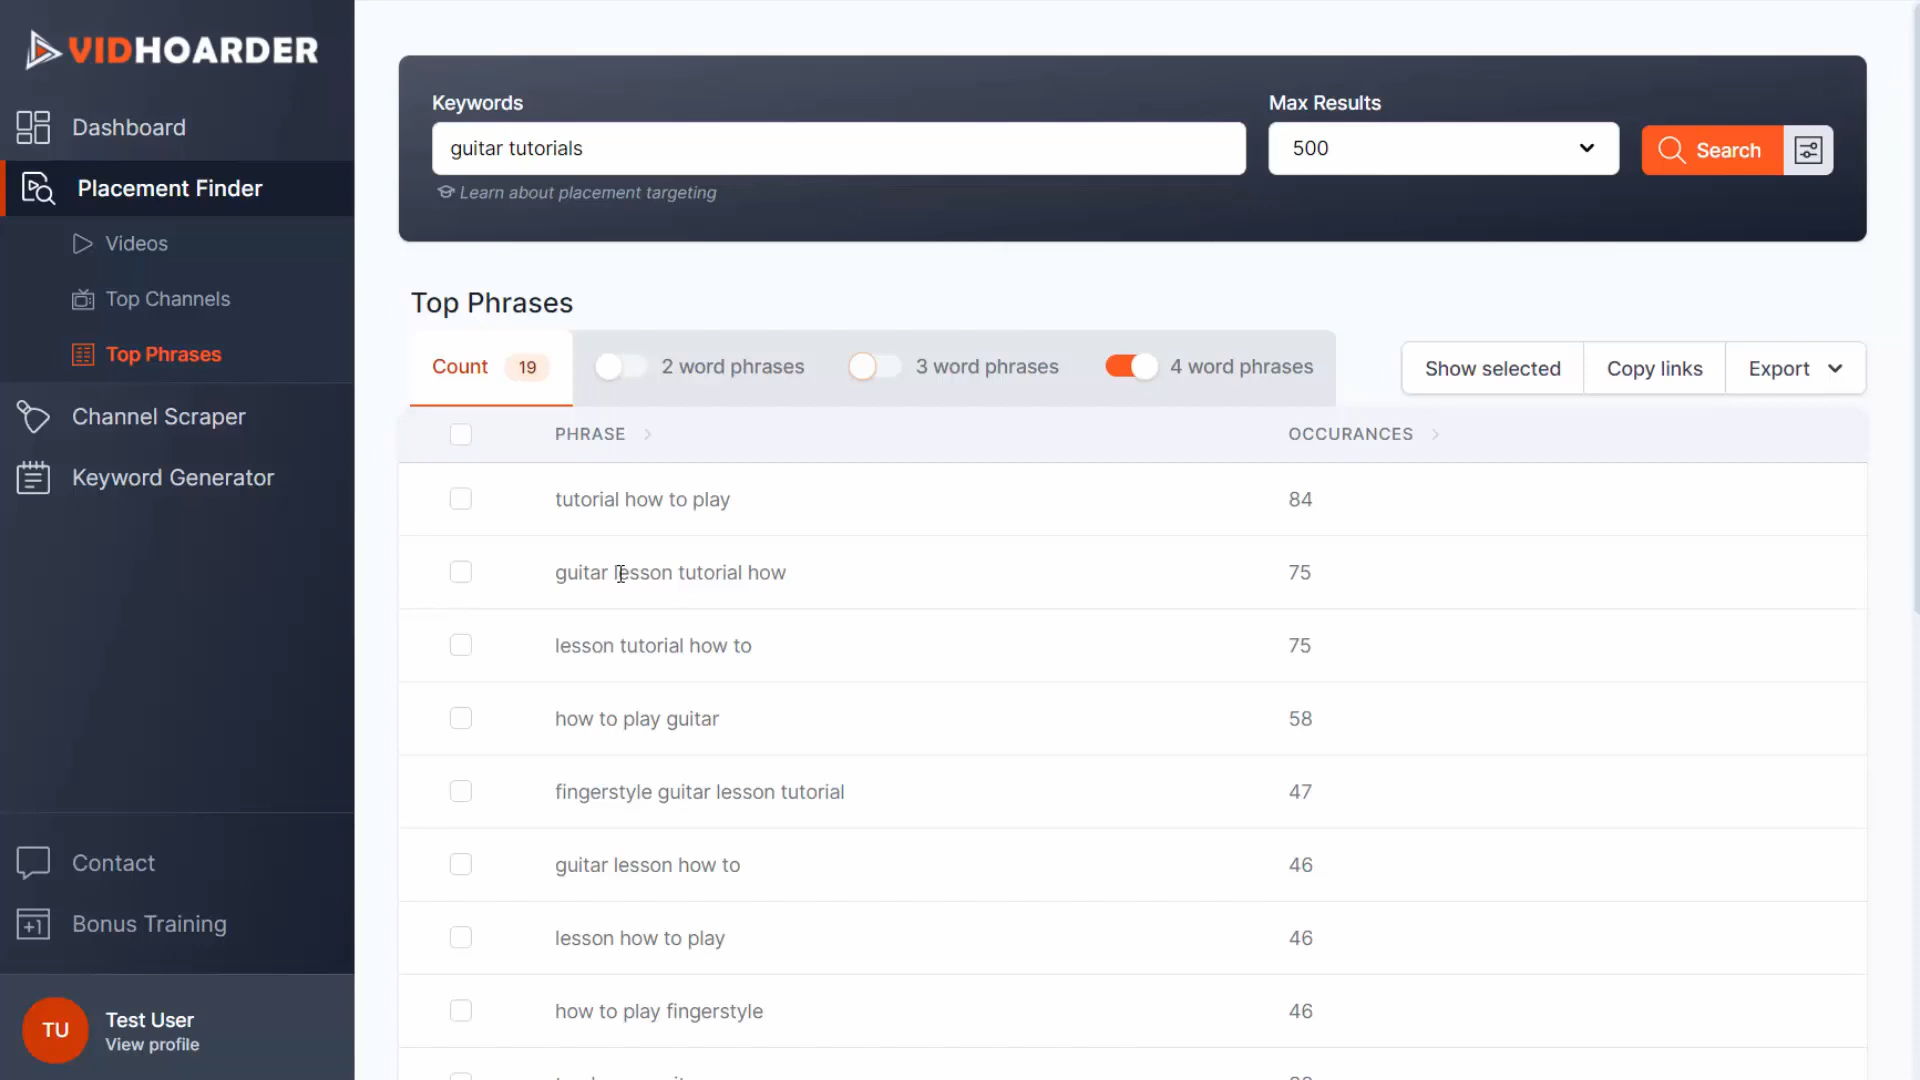 VIDHOARDER
Dashboard
Placement Finder
Videos
Top Channels
Top Phrases
Channel Scraper
Keyword Generator
Contact
+1 Bonus Training
TU
Test User
View profile
Keywords
guitar tutorials
Learn about placement targeting
Max Results
500
Search
Top Phrases
Count 19
2 word phrases
3 word phrases
4 word phrases
Show selected
Copy links
Export
PHRASE OCCURANCES
tutorial how to play 84
guitar lesson tutorial how 75
lesson tutorial how to 75
how to play guitar 58
fingerstyle guitar lesson tutorial 47
guitar lesson how to 46
lesson how to play 46
how to play fingerstyle 46